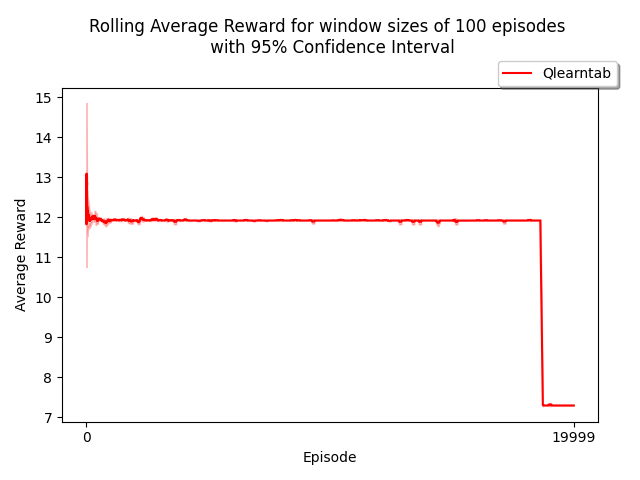 Rolling Average Reward for window sizes of 100 episodes
with 95% Confidence Interval
Qlearntab
15
14
13
12
11
10
9
8
7
Average Reward
0
19999
Episode